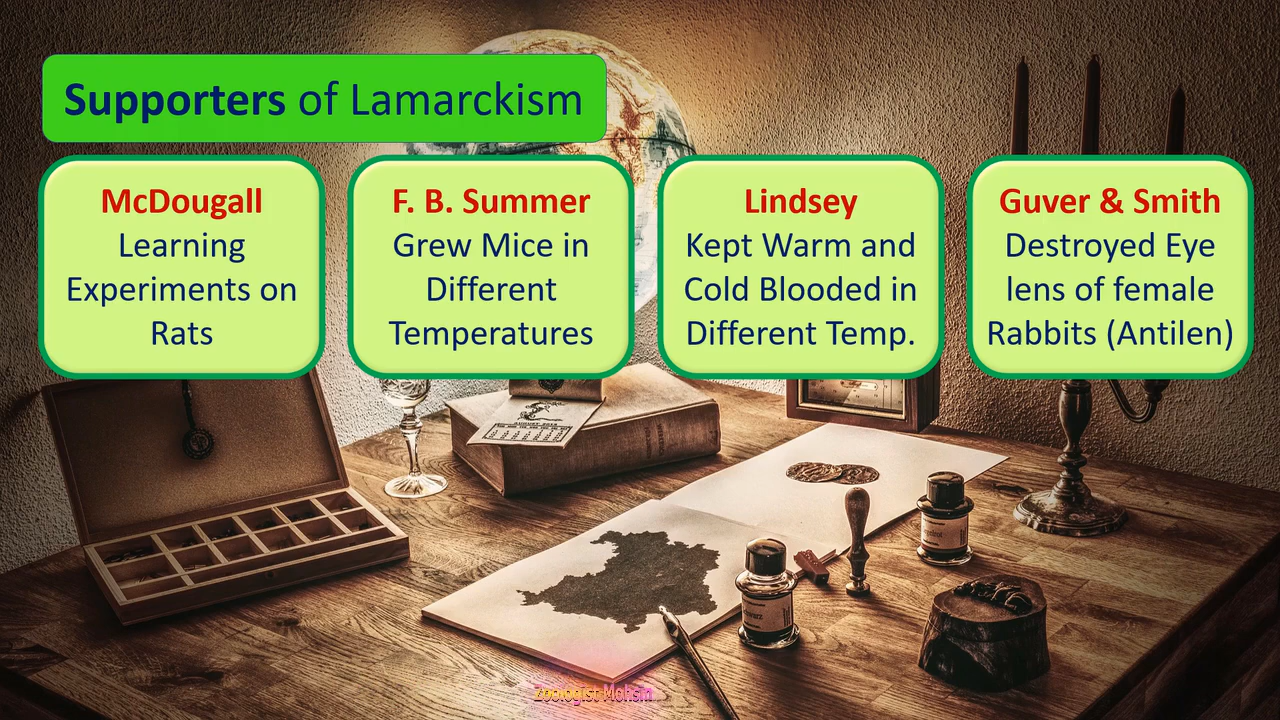 Supporters of Lamarckism
McDougall
Learning
Experiments on
Rats
F. B. Summer
Grew Mice in
Different
Temperatures
Lindsey
Kept Warm and
Cold Blooded in
Different Temp.
Guver & Smith
Destroyed Eye
lens of female
Rabbits (Antilen)
Zoologist Mohsin